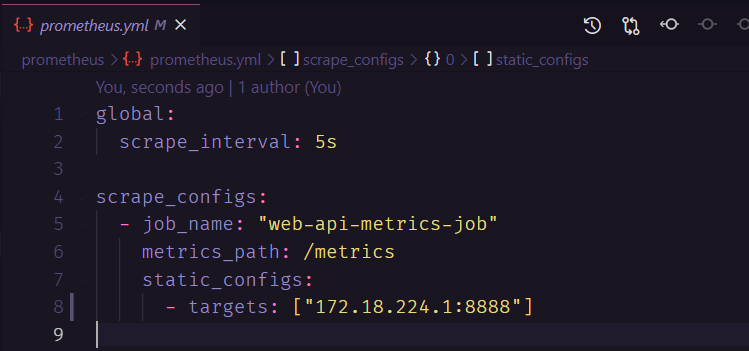 {..} prometheus.yml M ×
prometheus > {..} prometheus.yml > [ ] scrape_configs > {} 0 > [ ] static_configs
You, seconds ago | 1 author (You)
1 global:
2   scrape_interval: 5s
3
4 scrape_configs:
5   - job_name: "web-api-metrics-job"
6     metrics_path: /metrics
7     static_configs:
8       - targets: ["172.18.224.1:8888"]
9